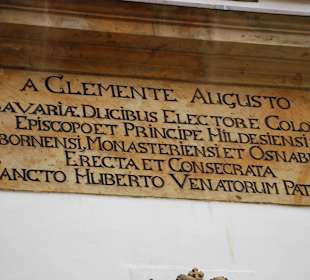 A CLEMENTE AUGUSTO
BAVARIÆ DUCIBUS ELECTORE COLO
EPISCOPO ET PRINCIPE HILDESIENSI
BORNENSI, MONASTERIENSI ET OSNAB
ERECTA ET CONSECRATA
SANCTO HUBERTO VENATORUM PAT